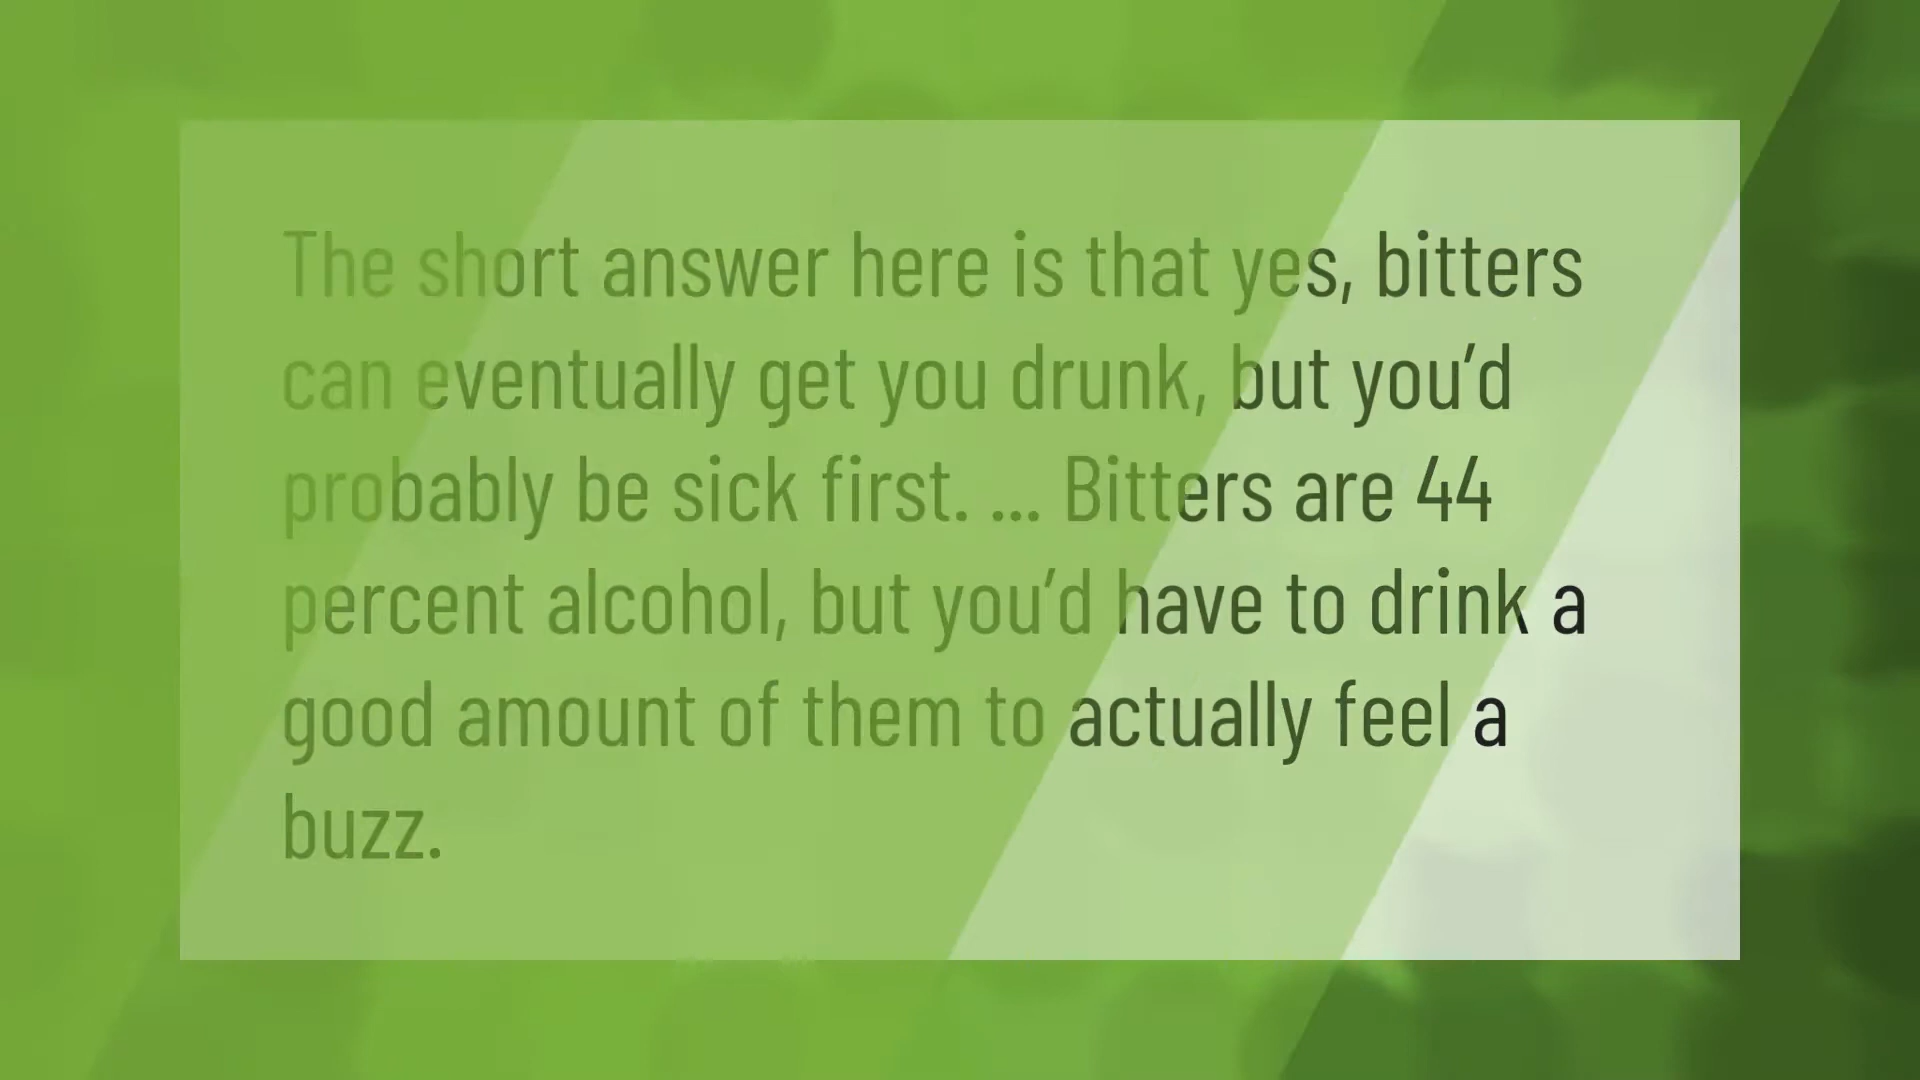 The short answer here is that yes, bitters
can eventually get you drunk, but you’d
probably be sick first. ... Bitters are 44
percent alcohol, but you’d have to drink a
good amount of them to actually feel a
buzz.